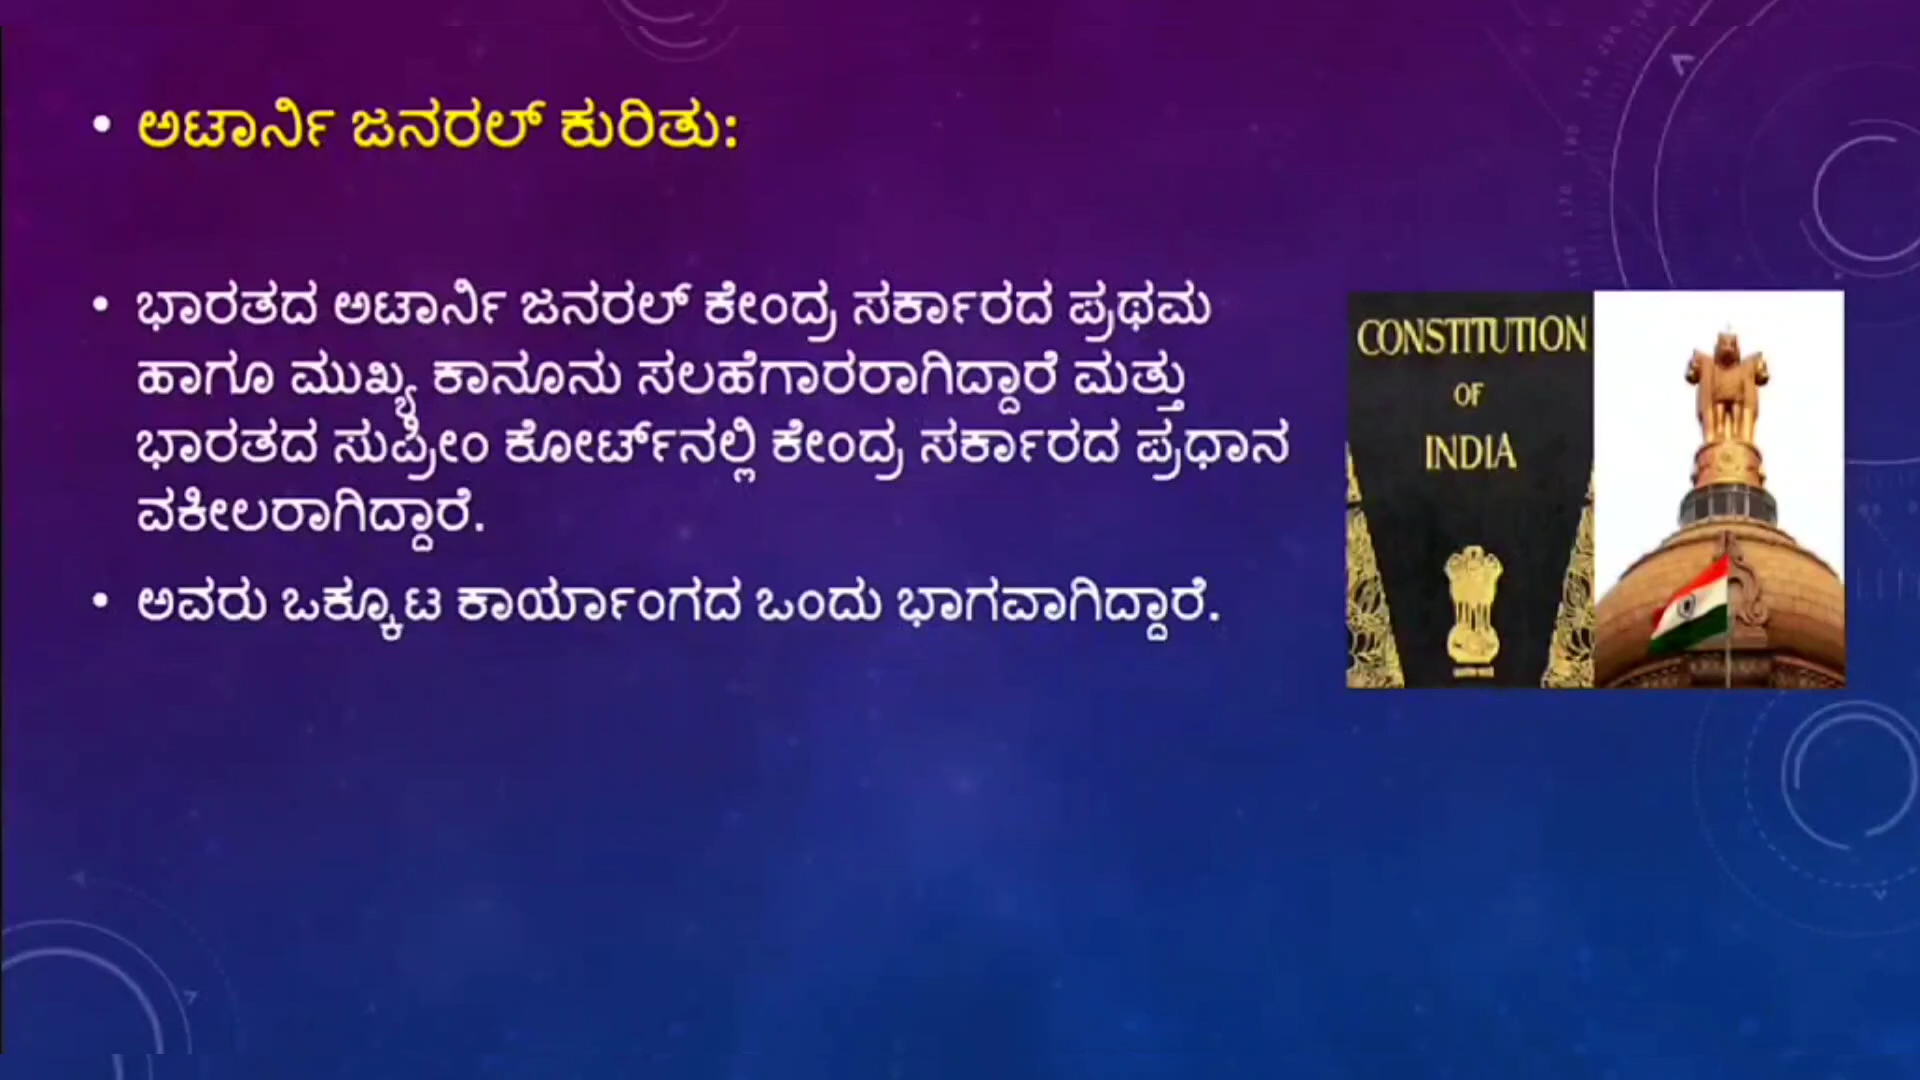 ಅಟಾರ್ನಿ ಜನರಲ್ ಕುರಿತು:
ಭಾರತದ ಅಟಾರ್ನಿ ಜನರಲ್ ಕೇಂದ್ರ ಸರ್ಕಾರದ ಪ್ರಥಮ
ಹಾಗೂ ಮುಖ್ಯ ಕಾನೂನು ಸಲಹೆಗಾರರಾಗಿದ್ದಾರೆ ಮತ್ತು
ಭಾರತದ ಸುಪ್ರೀಂ ಕೋರ್ಟ್‌ನಲ್ಲಿ ಕೇಂದ್ರ ಸರ್ಕಾರದ ಪ್ರಧಾನ
ವಕೀಲರಾಗಿದ್ದಾರೆ.
ಅವರು ಒಕ್ಕೂಟ ಕಾರ್ಯಾಂಗದ ಒಂದು ಭಾಗವಾಗಿದ್ದಾರೆ.
CONSTITUTION
OF
INDIA